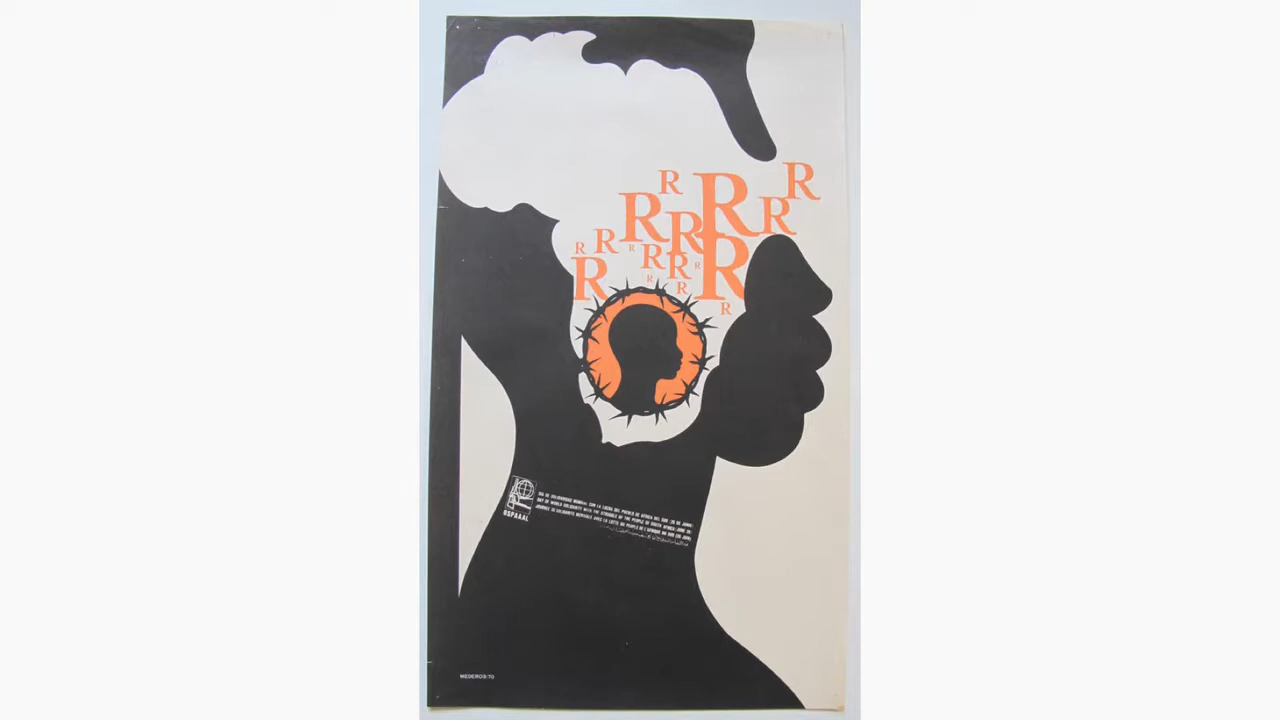 R R
R R R
R R R R R
R R R R
R R
R
OSPAAAL
DIA DE SOLIDARIDAD MUNDIAL CON LA LUCHA DEL PUEBLO DE AFRICA DEL SUR (26 DE JUNIO)
DAY OF WORLD SOLIDARITY WITH THE STRUGGLE OF THE PEOPLE OF SOUTH AFRICA (JUNE 26)
JOURNEE DE SOLIDARITE MONDIALE AVEC LA LUTTE DU PEUPLE DE L'AFRIQUE DU SUD (26 JUIN)
MEDEROS/70